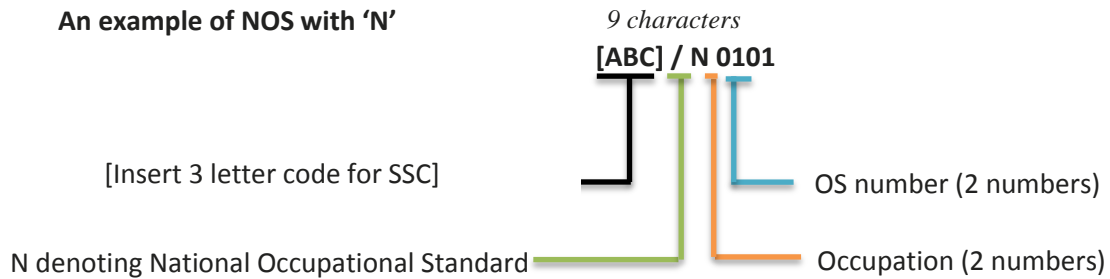 An example of NOS with ‘N’
9 characters
[ABC] / N 0101
[Insert 3 letter code for SSC]
OS number (2 numbers)
N denoting National Occupational Standard
Occupation (2 numbers)